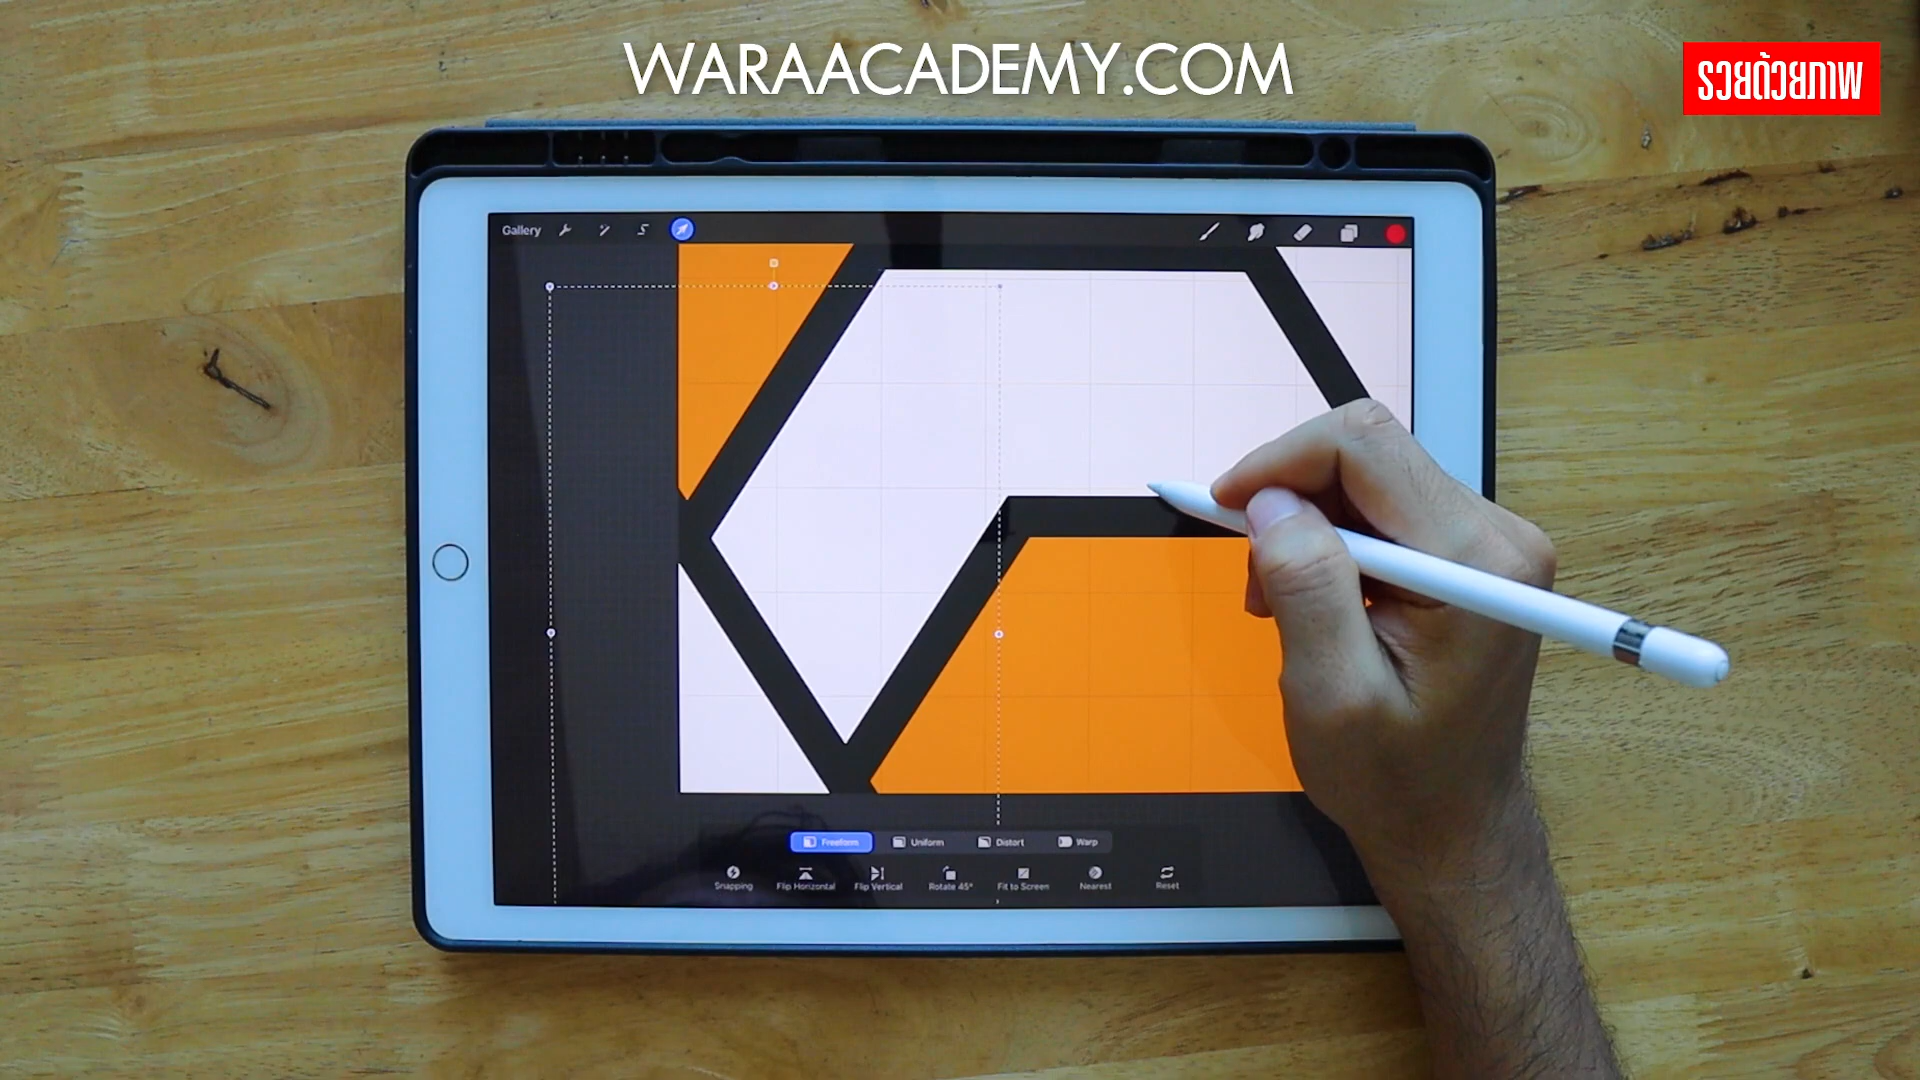 WARAACADEMY.COM
รวยด้วยภาพ
Gallery
Freeform Uniform Distort Warp
Snapping Flip Horizontal Flip Vertical Rotate 45° Fit to Screen Nearest Reset